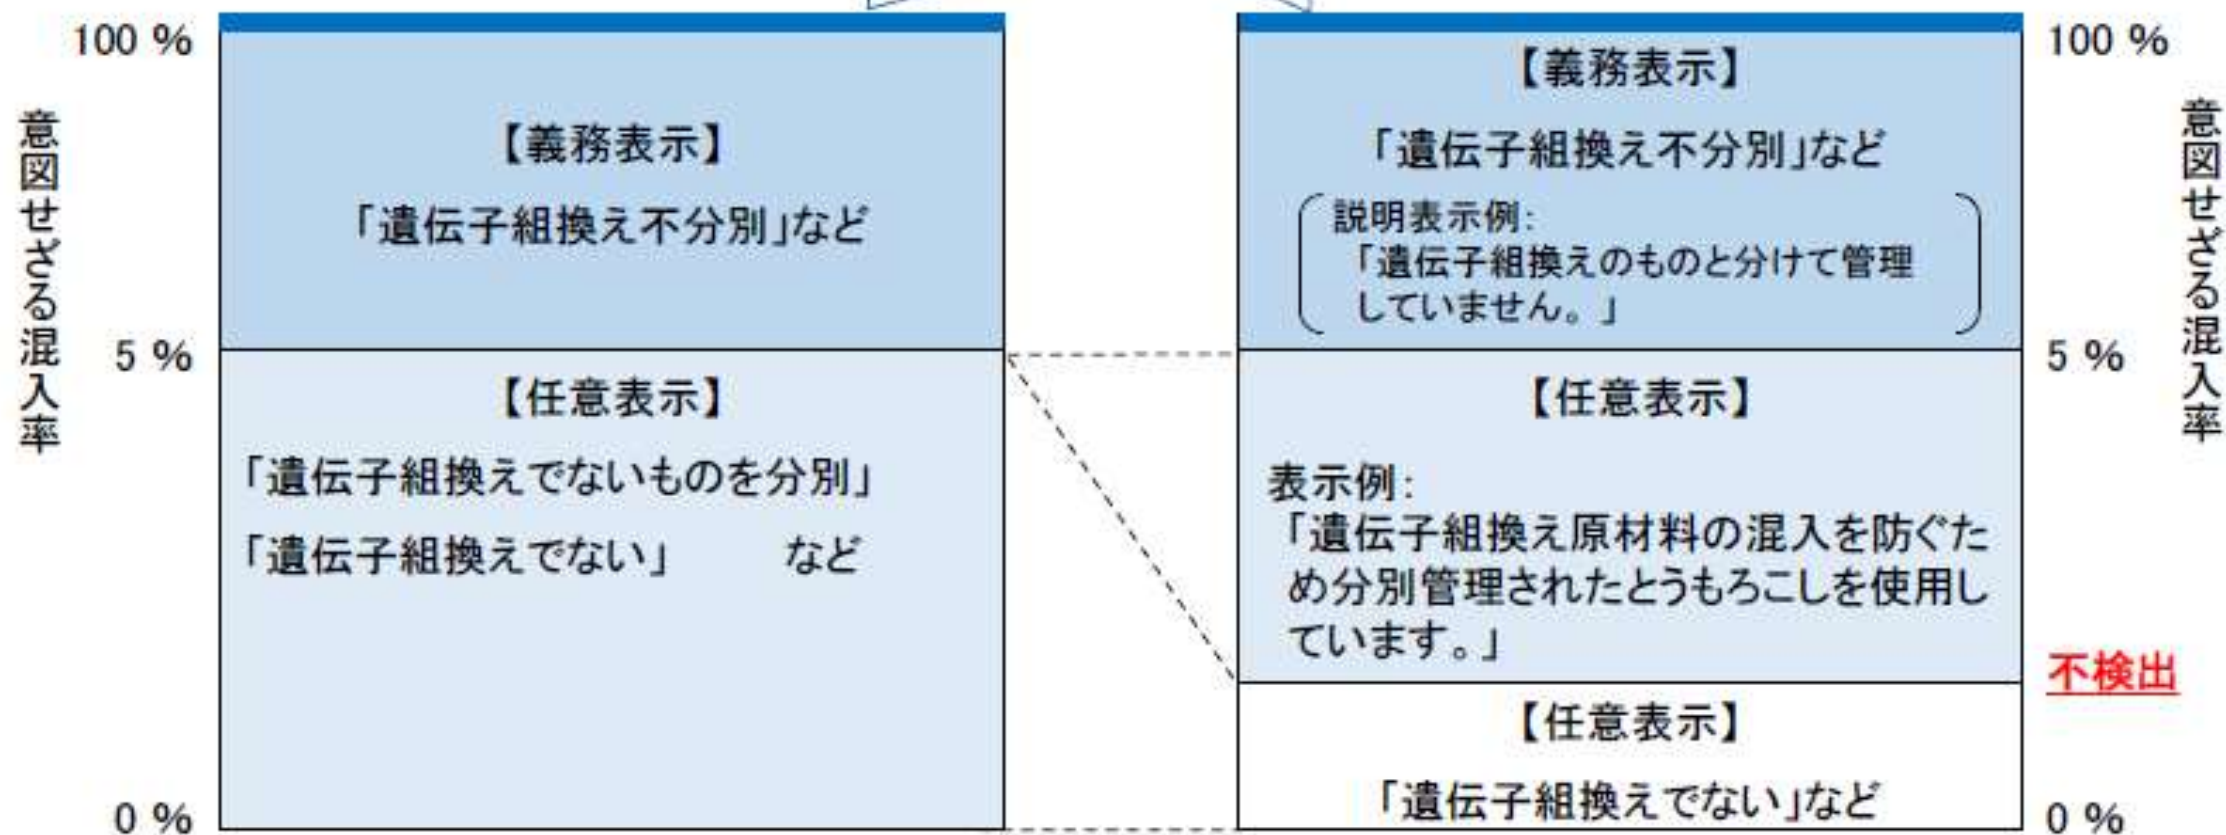 100 %
5 %
0 %
意図せざる混入率
【義務表示】
「遺伝子組換え不分別」など
【任意表示】
「遺伝子組換えでないものを分別」
「遺伝子組換えでない」 など
【義務表示】
「遺伝子組換え不分別」など
説明表示例：
「遺伝子組換えのものと分けて管理
していません。」
【任意表示】
表示例：
「遺伝子組換え原材料の混入を防ぐた
め分別管理されたとうもろこしを使用し
ています。」
【任意表示】
「遺伝子組換えでない」など
100 %
5 %
不検出
0 %
意図せざる混入率